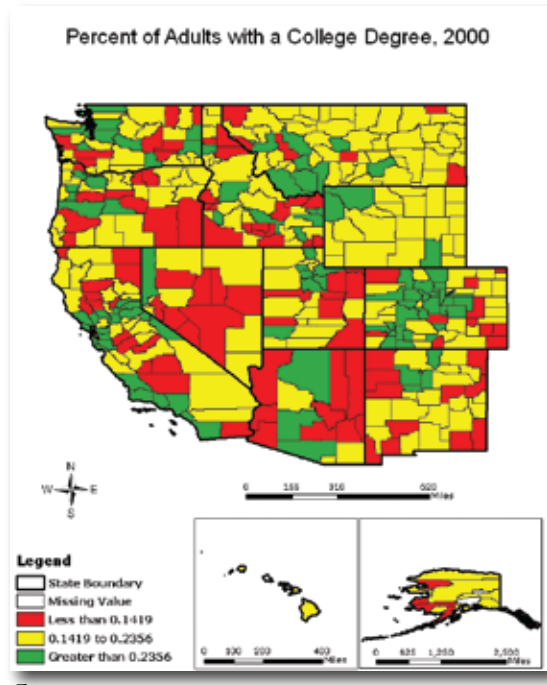 Percent of Adults with a College Degree, 2000
N
W E
S
0 155 310 620
Miles
Legend
State Boundary
Missing Value
Less than 0.1419
0.1419 to 0.2356
Greater than 0.2356
0 100 200 400
Miles
0 625 1,250 2,500
Miles